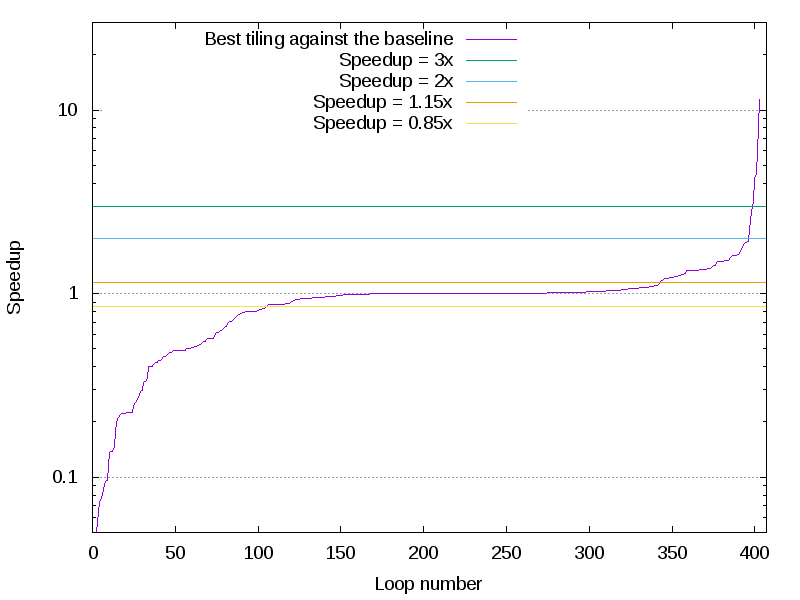 Best tiling against the baseline
Speedup = 3x
Speedup = 2x
Speedup = 1.15x
Speedup = 0.85x
10
1
0.1
Speedup
0 50 100 150 200 250 300 350 400
Loop number